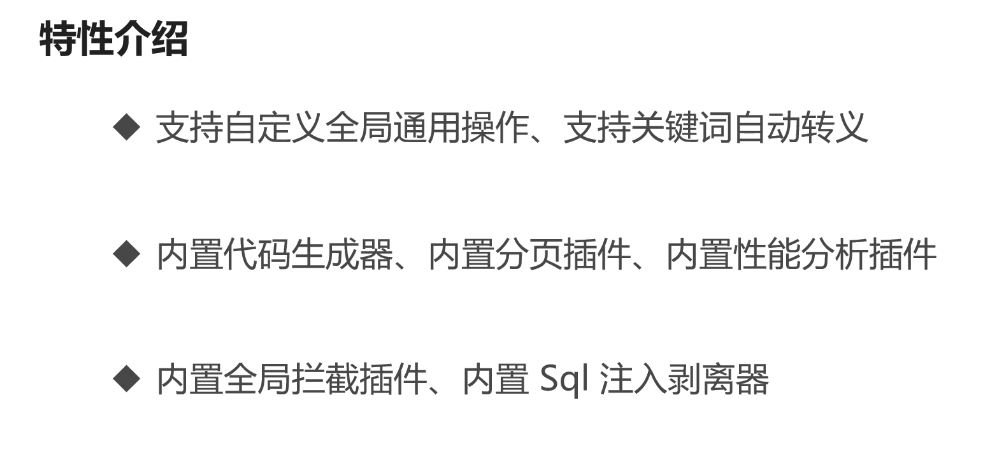 特性介绍
◆ 支持自定义全局通用操作、支持关键词自动转义
◆ 内置代码生成器、内置分页插件、内置性能分析插件
◆ 内置全局拦截插件、内置 Sql 注入剥离器